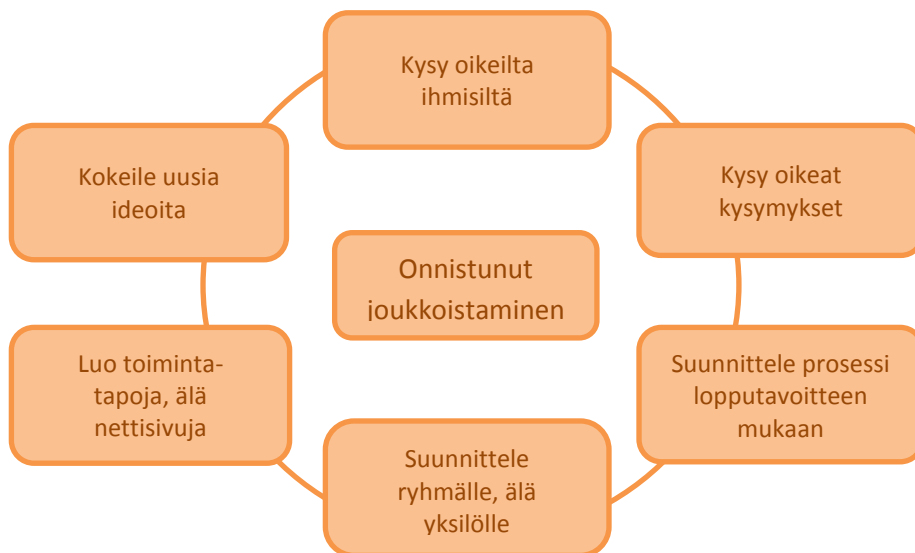 Kysy oikeilta
ihmisiltä
Kysy oikeat
kysymykset
Suunnittele prosessi
lopputavoitteen
mukaan
Suunnittele
ryhmälle, älä
yksilölle
Luo toiminta-
tapoja, älä
nettisivuja
Kokeile uusia
ideoita
Onnistunut
joukkoistaminen